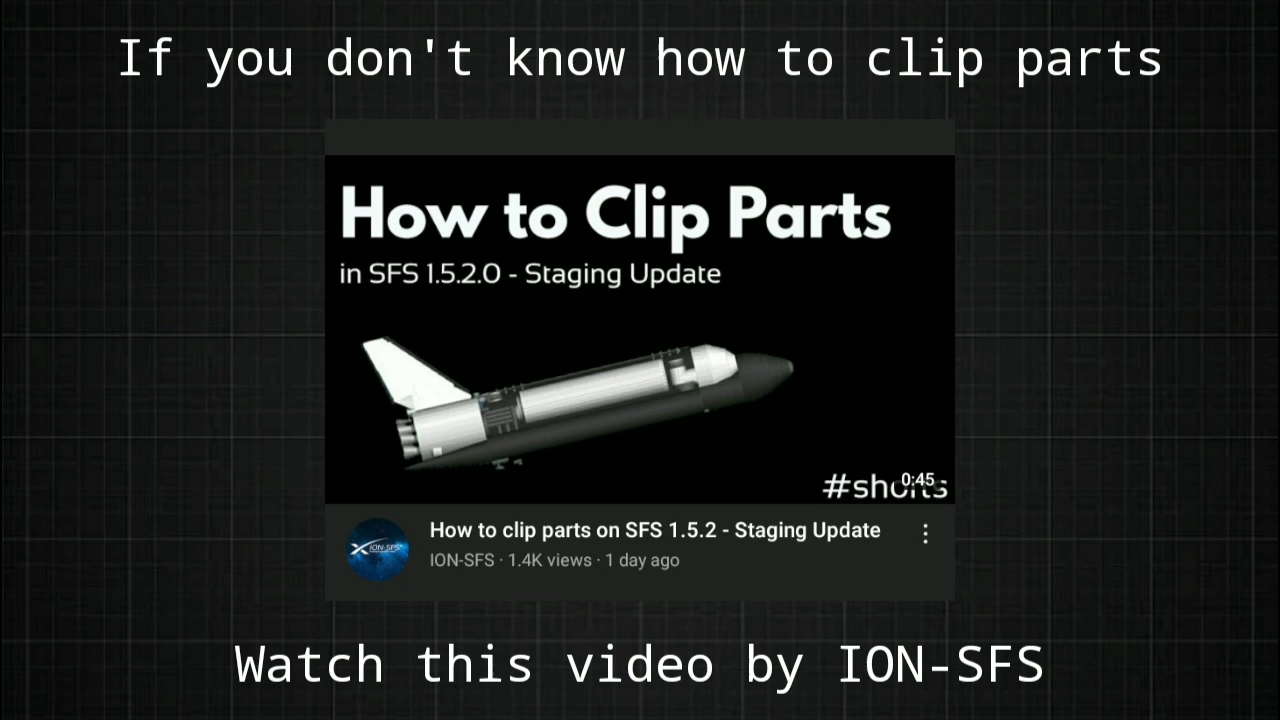 If you don't know how to clip parts
How to Clip Parts
in SFS 1.5.2.0 - Staging Update
#shorts
0:45
ION-SFS
How to clip parts on SFS 1.5.2 - Staging Update
ION-SFS · 1.4K views · 1 day ago
Watch this video by ION-SFS